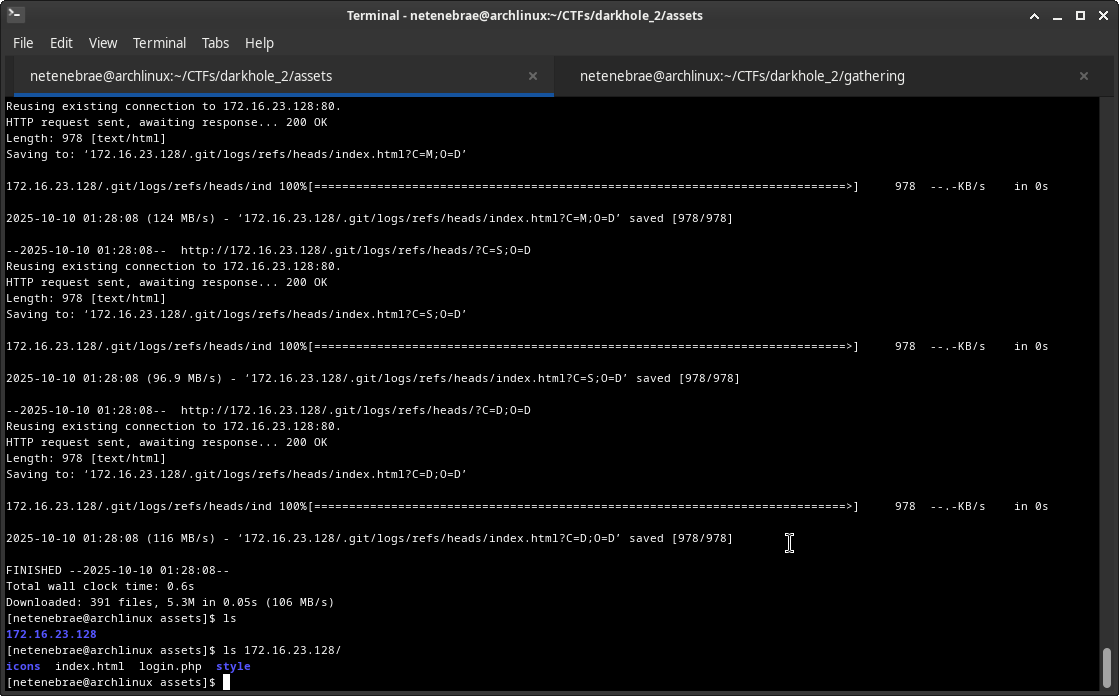 Terminal - netenebrae@archlinux:~/CTFs/darkhole_2/assets
File Edit View Terminal Tabs Help
netenebrae@archlinux:~/CTFs/darkhole_2/assets netenebrae@archlinux:~/CTFs/darkhole_2/gathering
Reusing existing connection to 172.16.23.128:80.
HTTP request sent, awaiting response... 200 OK
Length: 978 [text/html]
Saving to: ‘172.16.23.128/.git/logs/refs/heads/index.html?C=M;O=D’
172.16.23.128/.git/logs/refs/heads/ind 100%[============================================================================>] 978 --.-KB/s in 0s
2025-10-10 01:28:08 (124 MB/s) - ‘172.16.23.128/.git/logs/refs/heads/index.html?C=M;O=D’ saved [978/978]
--2025-10-10 01:28:08-- http://172.16.23.128/.git/logs/refs/heads/?C=S;O=D
Reusing existing connection to 172.16.23.128:80.
HTTP request sent, awaiting response... 200 OK
Length: 978 [text/html]
Saving to: ‘172.16.23.128/.git/logs/refs/heads/index.html?C=S;O=D’
172.16.23.128/.git/logs/refs/heads/ind 100%[============================================================================>] 978 --.-KB/s in 0s
2025-10-10 01:28:08 (96.9 MB/s) - ‘172.16.23.128/.git/logs/refs/heads/index.html?C=S;O=D’ saved [978/978]
--2025-10-10 01:28:08-- http://172.16.23.128/.git/logs/refs/heads/?C=D;O=D
Reusing existing connection to 172.16.23.128:80.
HTTP request sent, awaiting response... 200 OK
Length: 978 [text/html]
Saving to: ‘172.16.23.128/.git/logs/refs/heads/index.html?C=D;O=D’
172.16.23.128/.git/logs/refs/heads/ind 100%[============================================================================>] 978 --.-KB/s in 0s
2025-10-10 01:28:08 (116 MB/s) - ‘172.16.23.128/.git/logs/refs/heads/index.html?C=D;O=D’ saved [978/978]
FINISHED --2025-10-10 01:28:08--
Total wall clock time: 0.6s
Downloaded: 391 files, 5.3M in 0.05s (106 MB/s)
[netenebrae@archlinux assets]$ ls
172.16.23.128
[netenebrae@archlinux assets]$ ls 172.16.23.128/
icons index.html login.php style
[netenebrae@archlinux assets]$